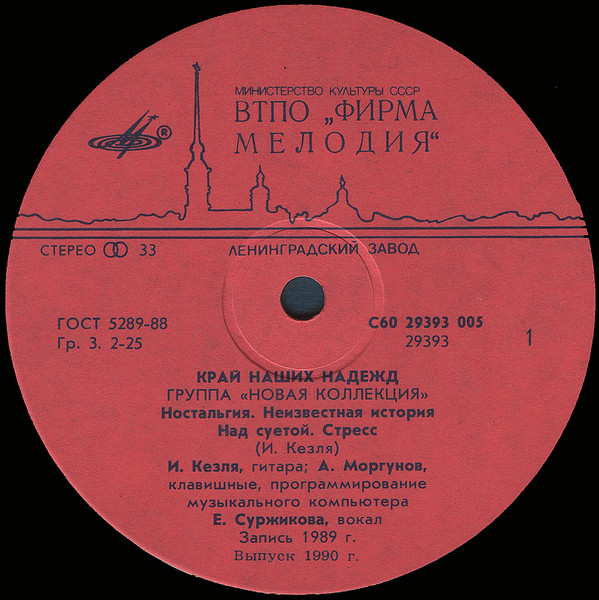 МИНИСТЕРСТВО КУЛЬТУРЫ СССР
ВТПО „ФИРМА
МЕЛОДИЯ“
®
СТЕРЕО 33
ЛЕНИНГРАДСКИЙ ЗАВОД
ГОСТ 5289-88
Гр. 3. 2-25
С60 29393 005
29393
1
КРАЙ НАШИХ НАДЕЖД
ГРУППА «НОВАЯ КОЛЛЕКЦИЯ»
Ностальгия. Неизвестная история
Над суетой. Стресс
(И. Кезля)
И. Кезля, гитара; А. Моргунов,
клавишные, программирование
музыкального компьютера
Е. Суржикова, вокал
Запись 1989 г.
Выпуск 1990 г.